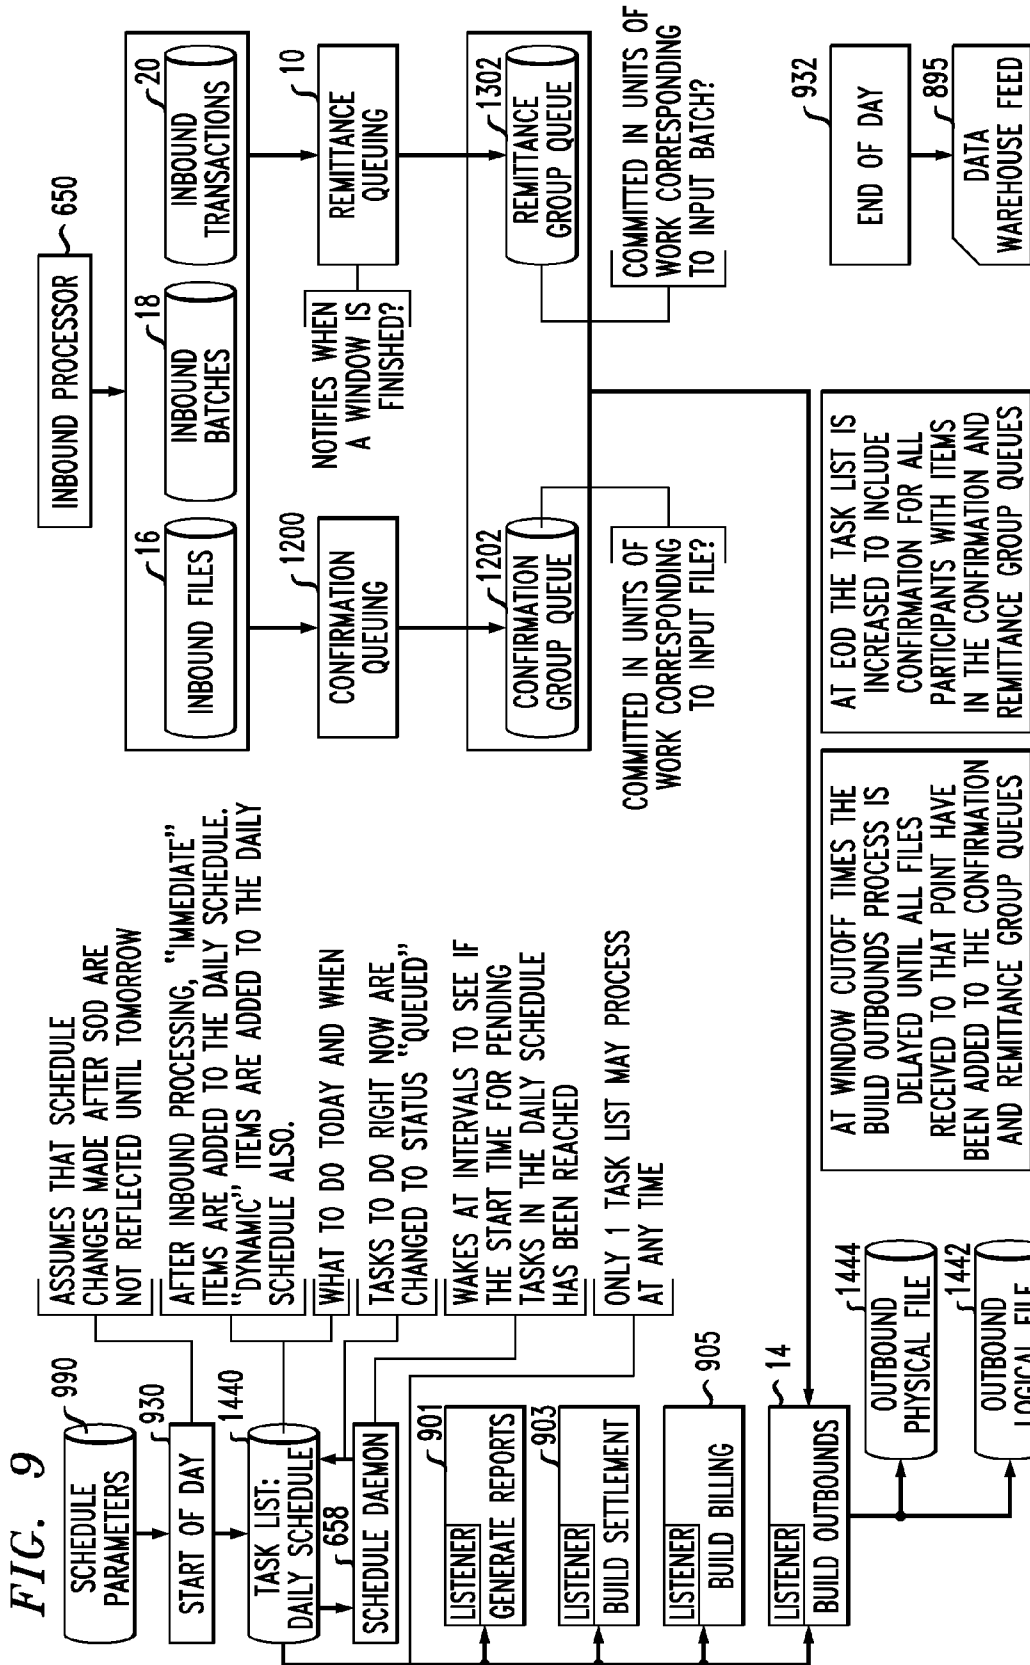 FIG. 9
SCHEDULE
PARAMETERS
990
START OF DAY
930
TASK LIST:
DAILY SCHEDULE
1440
SCHEDULE DAEMON
658
ASSUMES THAT SCHEDULE
CHANGES MADE AFTER SOD ARE
NOT REFLECTED UNTIL TOMORROW
AFTER INBOUND PROCESSING, "IMMEDIATE"
ITEMS ARE ADDED TO THE DAILY SCHEDULE.
"DYNAMIC" ITEMS ARE ADDED TO THE DAILY
SCHEDULE ALSO.
WHAT TO DO TODAY AND WHEN
TASKS TO DO RIGHT NOW ARE
CHANGED TO STATUS "QUEUED"
WAKES AT INTERVALS TO SEE IF
THE START TIME FOR PENDING
TASKS IN THE DAILY SCHEDULE
HAS BEEN REACHED
ONLY 1 TASK LIST MAY PROCESS
AT ANY TIME
LISTENER
GENERATE REPORTS
901
LISTENER
BUILD SETTLEMENT
903
LISTENER
BUILD BILLING
905
LISTENER
BUILD OUTBOUNDS
14
OUTBOUND
PHYSICAL FILE
1444
OUTBOUND
LOGICAL FILE
1442
INBOUND PROCESSOR
650
INBOUND FILES
16
INBOUND
BATCHES
18
INBOUND
TRANSACTIONS
20
CONFIRMATION
QUEUING
1200
NOTIFIES WHEN
A WINDOW IS
FINISHED?
REMITTANCE
QUEUING
10
CONFIRMATION
GROUP QUEUE
1202
REMITTANCE
GROUP QUEUE
1302
COMMITTED IN UNITS OF
WORK CORRESPONDING
TO INPUT FILE?
COMMITTED IN UNITS OF
WORK CORRESPONDING
TO INPUT BATCH?
AT WINDOW CUTOFF TIMES THE
BUILD OUTBOUNDS PROCESS IS
DELAYED UNTIL ALL FILES
RECEIVED TO THAT POINT HAVE
BEEN ADDED TO THE CONFIRMATION
AND REMITTANCE GROUP QUEUES
AT EOD THE TASK LIST IS
INCREASED TO INCLUDE
CONFIRMATION FOR ALL
PARTICIPANTS WITH ITEMS
IN THE CONFIRMATION AND
REMITTANCE GROUP QUEUES
END OF DAY
932
DATA
WAREHOUSE FEED
895